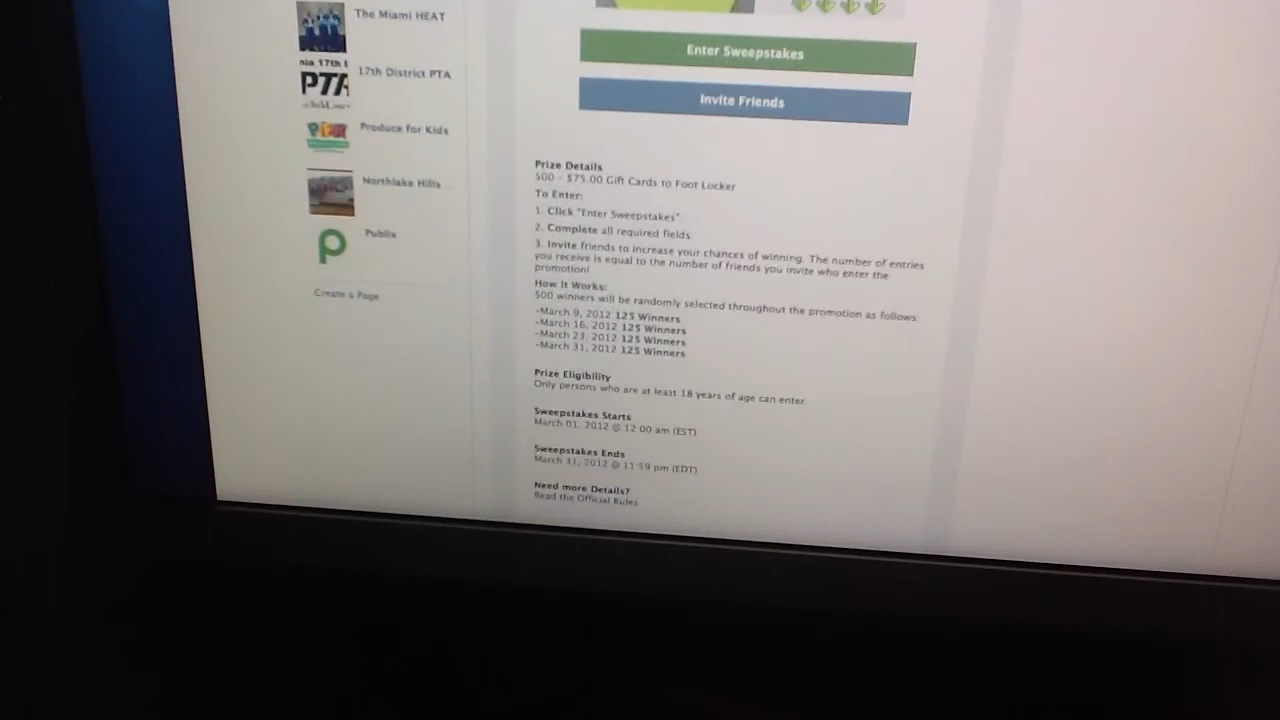 The Miami HEAT
nia 17th
PTA
17th District PTA
Produce for Kids
Northlake Hills ...
Publix
Create a Page
Enter Sweepstakes
Invite Friends
Prize Details
500 - $75.00 Gift Cards to Foot Locker
To Enter:
1. Click "Enter Sweepstakes".
2. Complete all required fields.
3. Invite friends to increase your chances of winning. The number of entries
you receive is equal to the number of friends you invite who enter the
promotion!
How it Works:
500 winners will be randomly selected throughout the promotion as follows:
-March 9, 2012 125 Winners
-March 16, 2012 125 Winners
-March 23, 2012 125 Winners
-March 31, 2012 125 Winners
Prize Eligibility
Only persons who are at least 18 years of age can enter.
Sweepstakes Starts
March 01, 2012 @ 12:00 am (EST)
Sweepstakes Ends
March 31, 2012 @ 11:59 pm (EDT)
Need more Details?
Read the Official Rules